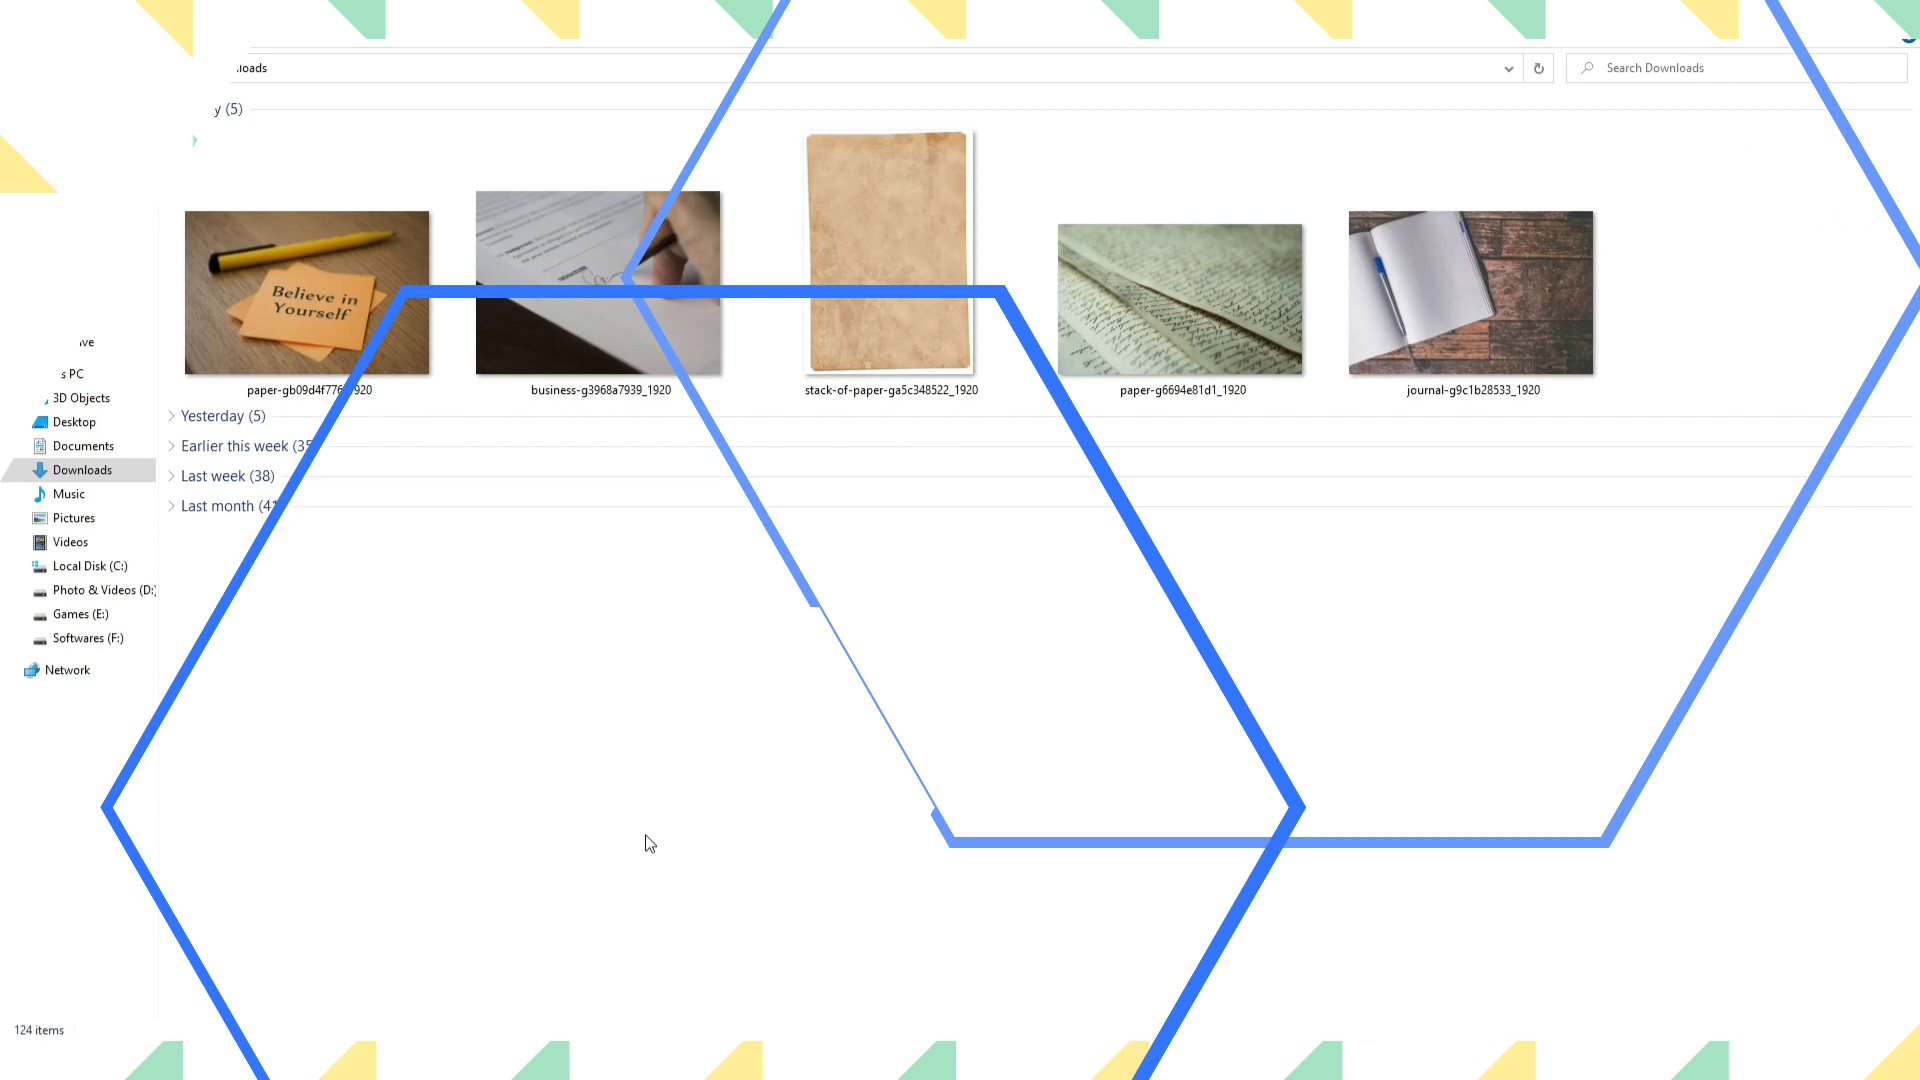 loads
Search Downloads
y (5)
Believe in
Yourself
paper-gb09d4f776
920
business-g3968a7939_1920
stack-of-paper-ga5c348522_1920
paper-g6694e81d1_1920
journal-g9c1b28533_1920
ve
s PC
3D Objects
Desktop
Documents
Downloads
Music
Pictures
Videos
Local Disk (C:)
Photo & Videos (D:)
Games (E:)
Softwares (F:)
Network
Yesterday (5)
Earlier this week (35
Last week (38)
Last month (41
124 items